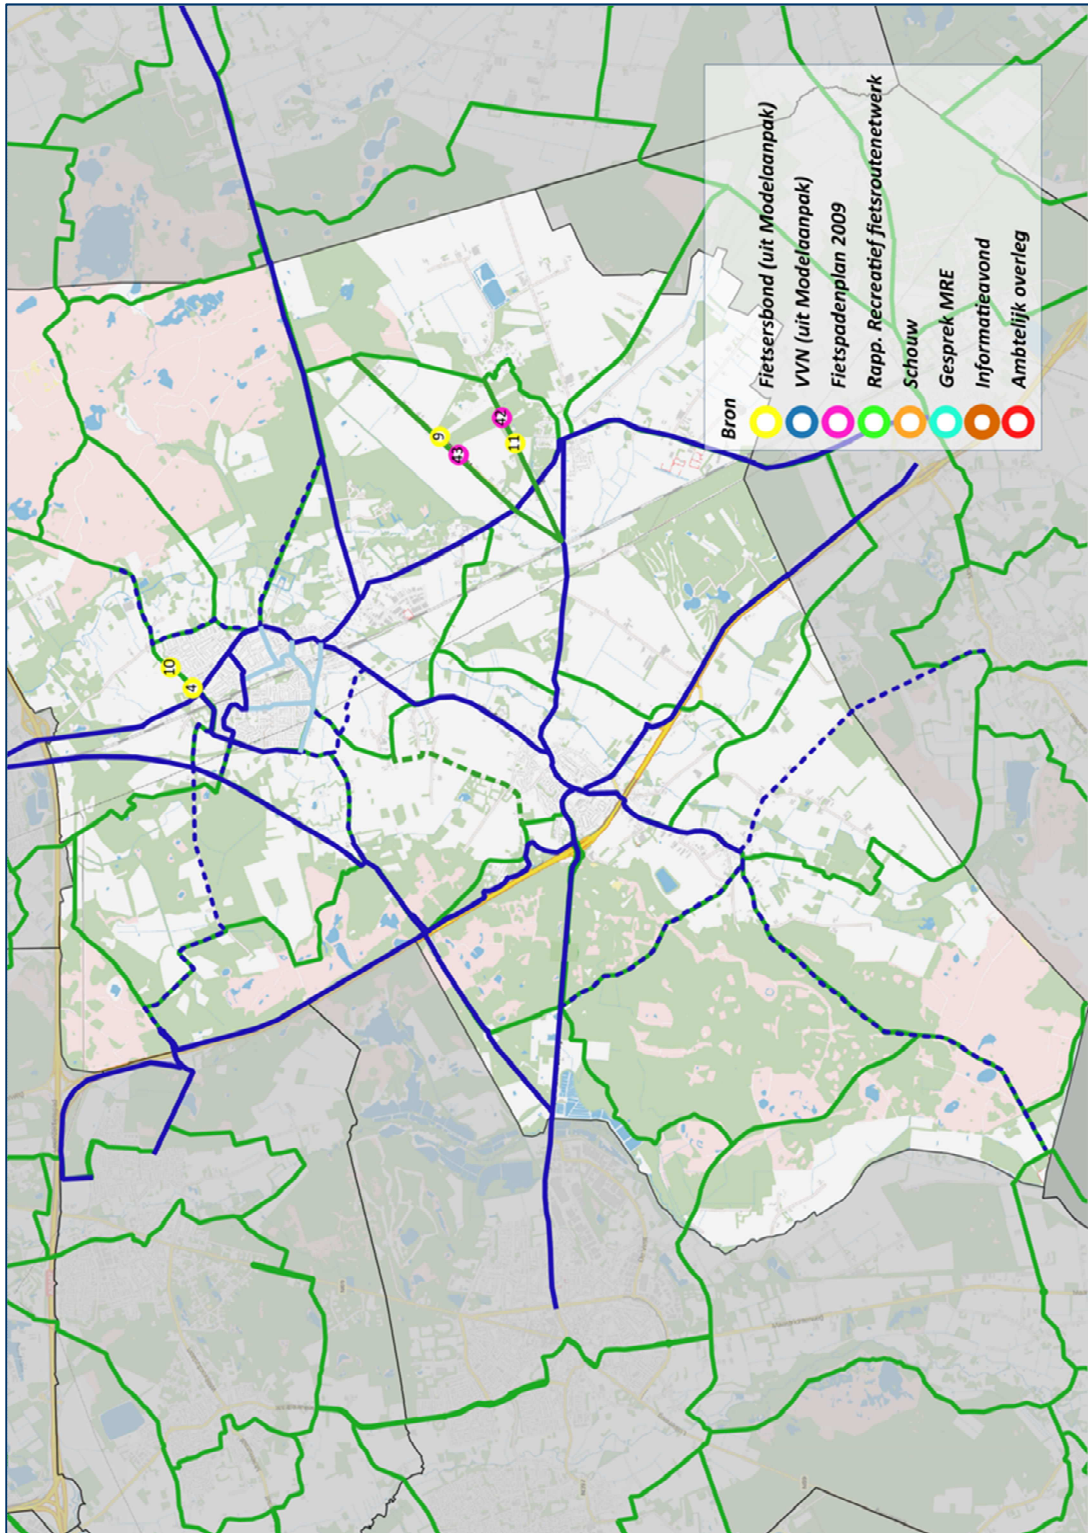 Bron
Fietsersbond (uit Modelaanpak)
VVN (uit Modelaanpak)
Fietspadenplan 2009
Rapp. Recreatief fietsroutenetwerk
Schouw
Gesprek MRE
Informatieavond
Ambtelijk overleg
10
4
9
43
42
11